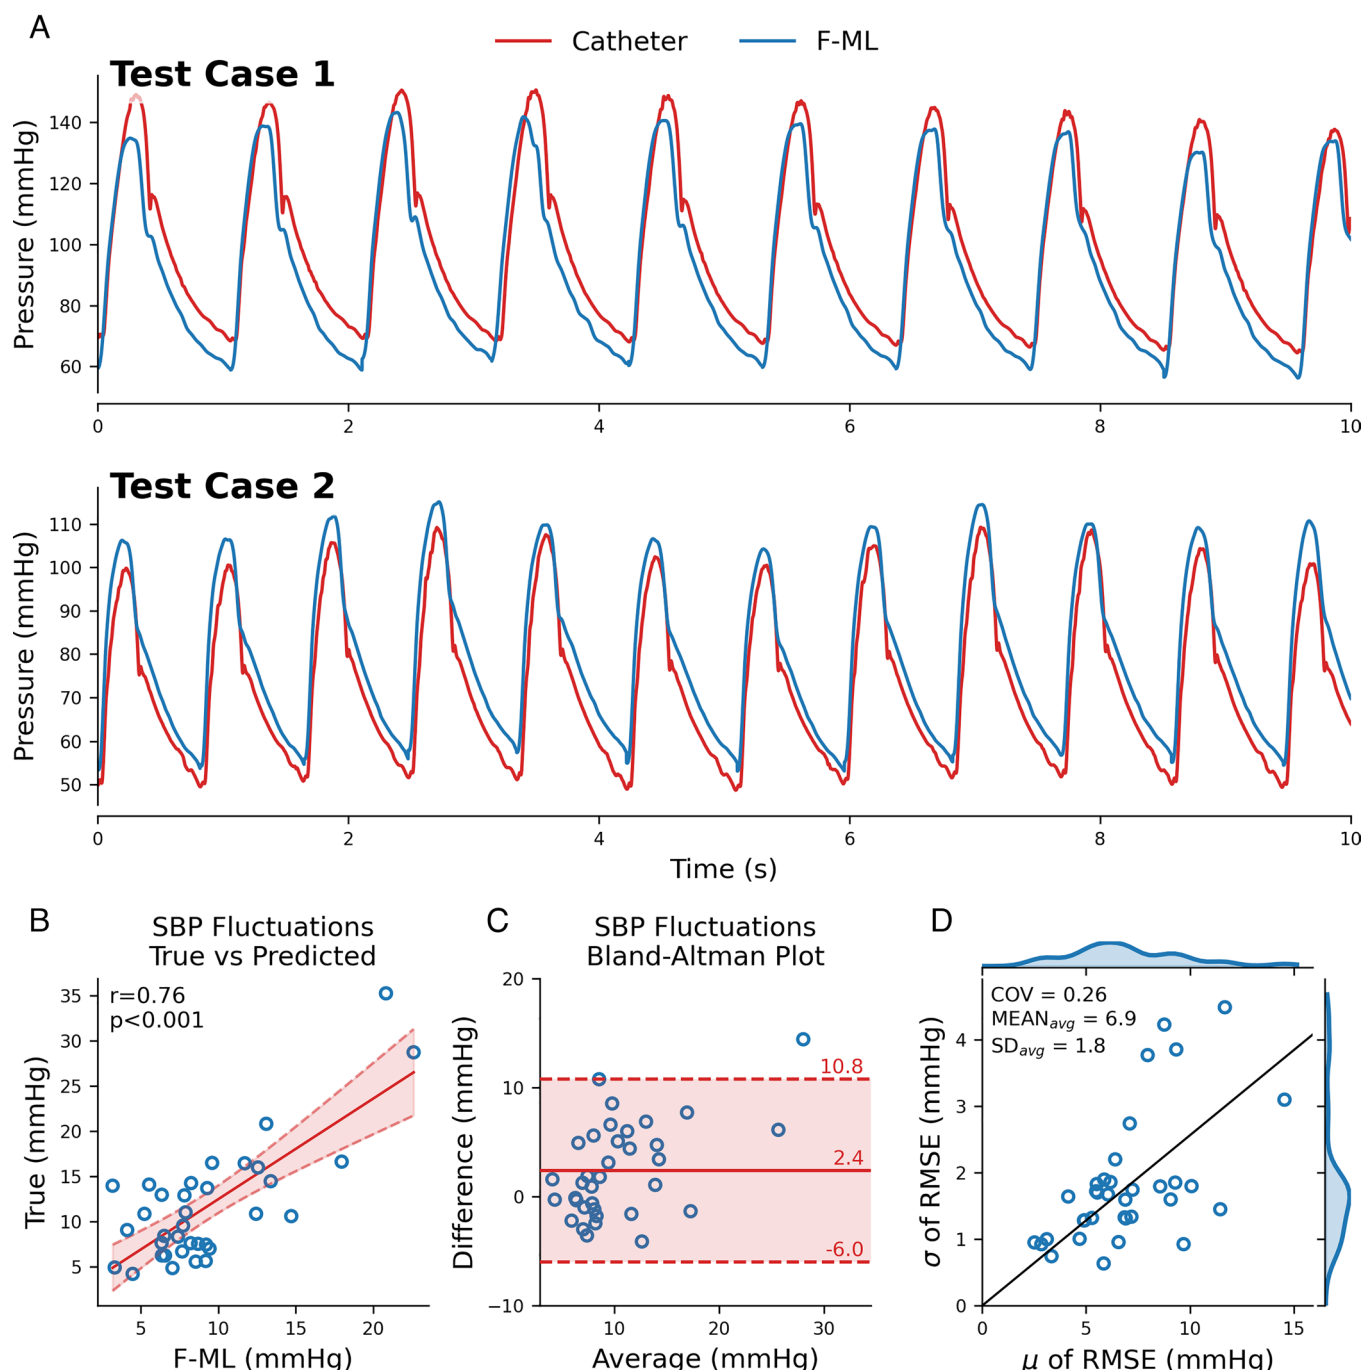 A
Catheter F-ML
Test Case 1
Pressure (mmHg)
140
120
100
80
60
0 2 4 6 8 10
Test Case 2
Pressure (mmHg)
110
100
90
80
70
60
50
0 2 4 6 8 10
Time (s)
B
SBP Fluctuations
True vs Predicted
r=0.76
p<0.001
True (mmHg)
35
30
25
20
15
10
5
5 10 15 20
F-ML (mmHg)
C
SBP Fluctuations
Bland-Altman Plot
Difference (mmHg)
20
10
0
−10
10.8
2.4
-6.0
10 20 30
Average (mmHg)
D
COV = 0.26
MEANavg = 6.9
SDavg = 1.8
σ of RMSE (mmHg)
4
3
2
1
0
0 5 10 15
μ of RMSE (mmHg)